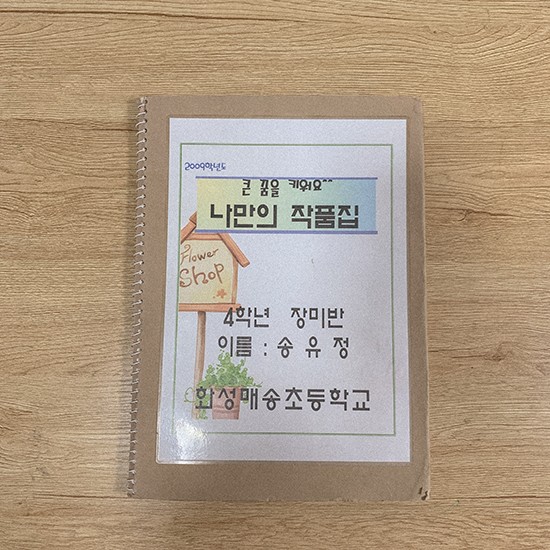 2009학년도
큰 꿈을 키워요^^
나만의 작품집
Flower
Shop
4학년 장미반
이름 : 송유정
화성매송초등학교